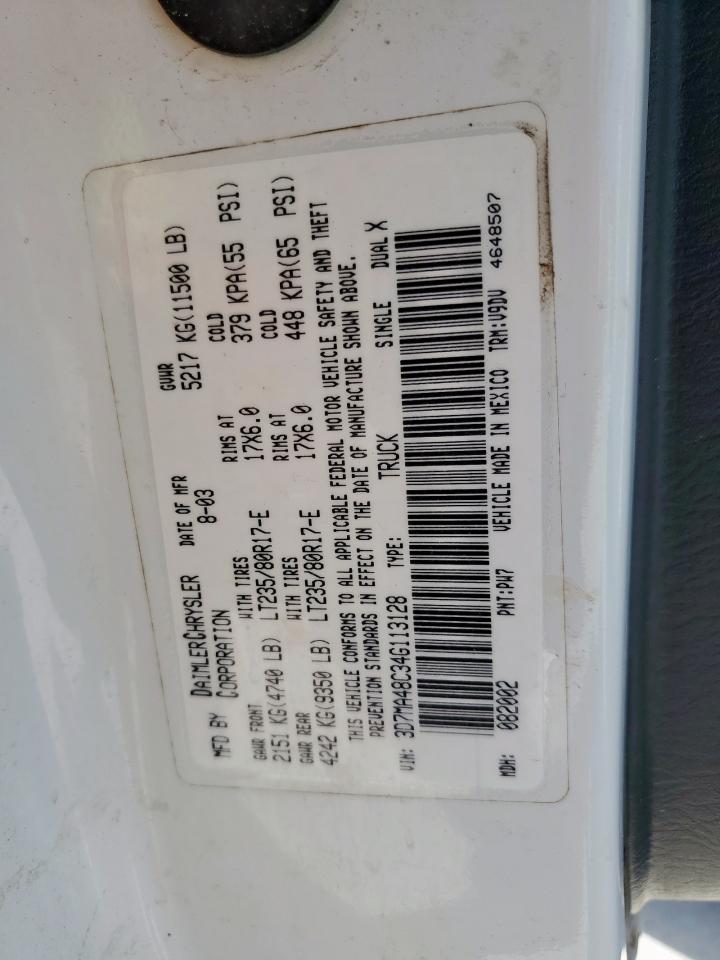 MFD BY DAIMLERCHRYSLER CORPORATION
DATE OF MFR 8-03
GVWR 5217 KG(11500 LB)
GAWR FRONT WITH TIRES RIMS AT COLD
2151 KG(4740 LB) LT235/80R17-E 17X6.0 379 KPA(55 PSI)
GAWR REAR WITH TIRES RIMS AT COLD
4242 KG(9350 LB) LT235/80R17-E 17X6.0 448 KPA(65 PSI)
THIS VEHICLE CONFORMS TO ALL APPLICABLE FEDERAL MOTOR VEHICLE SAFETY AND THEFT
PREVENTION STANDARDS IN EFFECT ON THE DATE OF MANUFACTURE SHOWN ABOVE.
VIN: 3D7MA48C34G113128 TYPE: TRUCK SINGLE DUAL X
MDH: 082002 PNT:PW7 VEHICLE MADE IN MEXICO TRM:V9DV 4648507